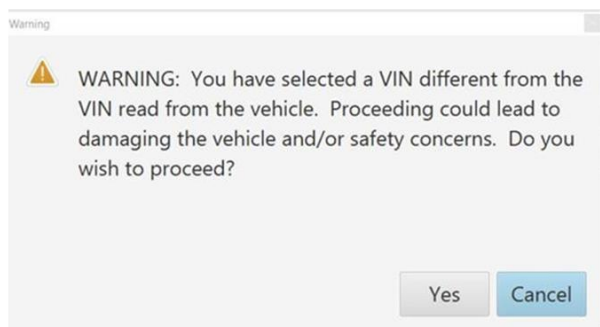 Warning
WARNING: You have selected a VIN different from the
VIN read from the vehicle. Proceeding could lead to
damaging the vehicle and/or safety concerns. Do you
wish to proceed?
Yes
Cancel